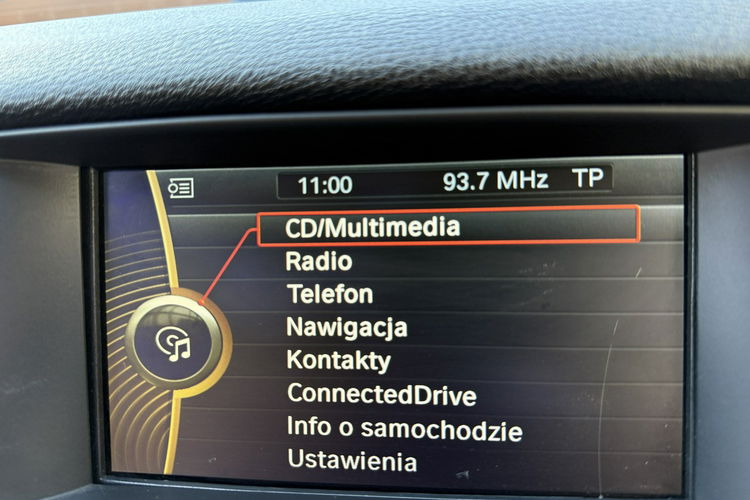 11:00 93.7 MHz TP
CD/Multimedia
Radio
Telefon
Nawigacja
Kontakty
ConnectedDrive
Info o samochodzie
Ustawienia